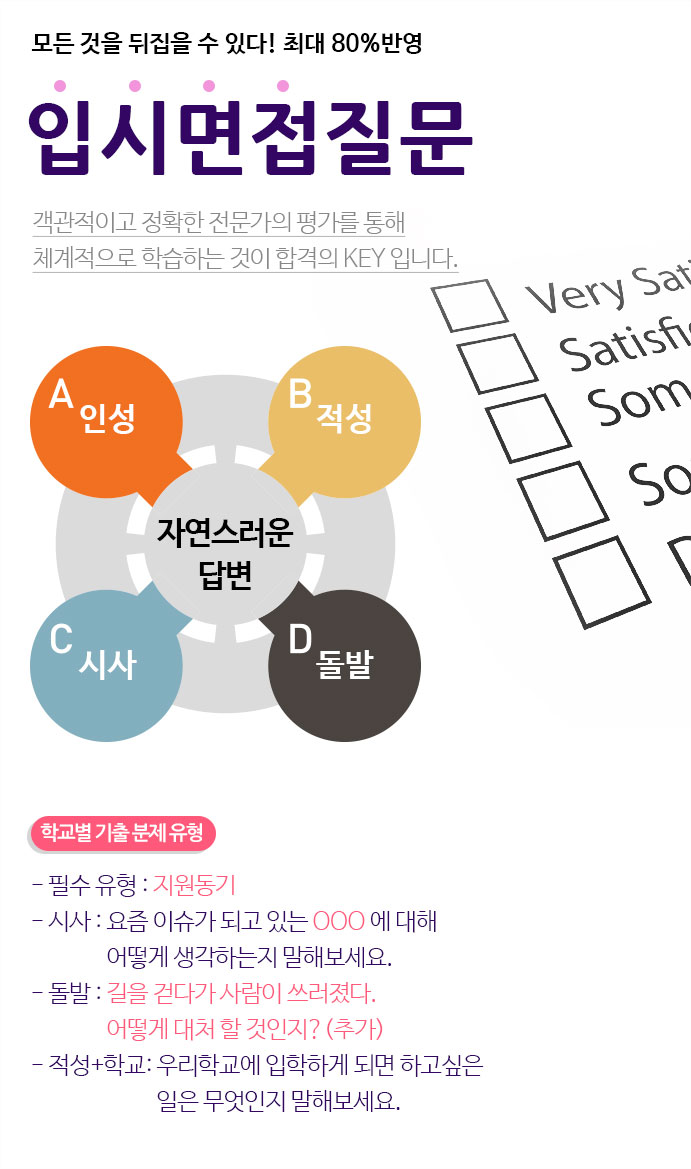 모든 것을 뒤집을 수 있다! 최대 80%반영
입시면접질문
객관적이고 정확한 전문가의 평가를 통해
체계적으로 학습하는 것이 합격의 KEY 입니다.
Very Sati
Satisfi
Som
So
D
A 인성
B 적성
자연스러운
답변
C 시사
D 돌발
학교별 기출 분제 유형
- 필수 유형 : 지원동기
- 시사 : 요즘 이슈가 되고 있는 OOO 에 대해
어떻게 생각하는지 말해보세요.
- 돌발 : 길을 걷다가 사람이 쓰러졌다.
어떻게 대처 할 것인지? (추가)
- 적성+학교: 우리학교에 입학하게 되면 하고싶은
일은 무엇인지 말해보세요.